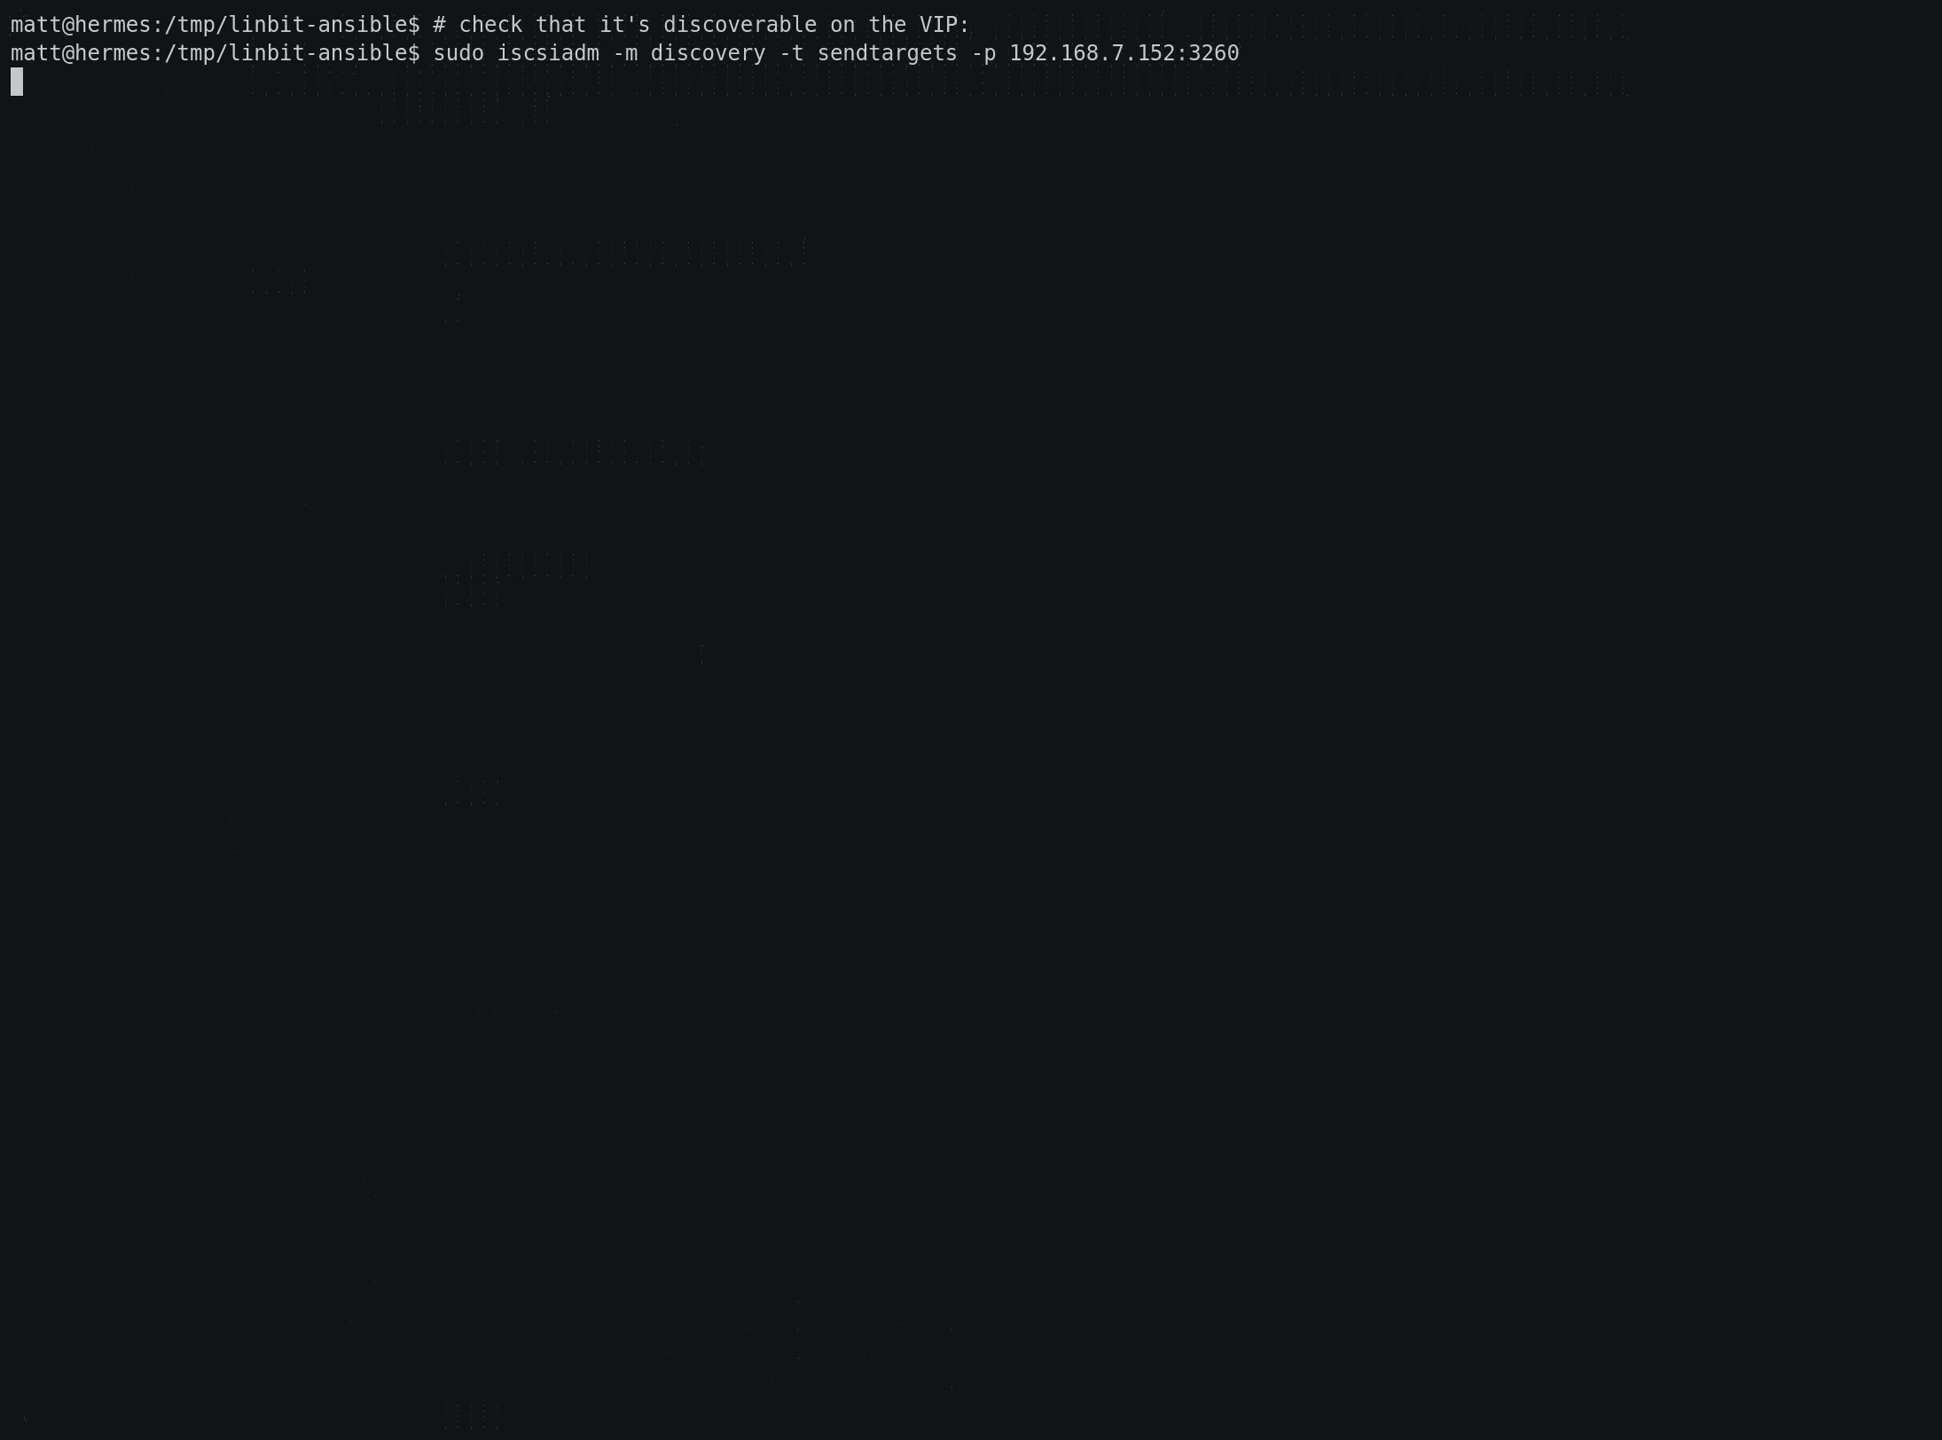 matt@hermes:/tmp/linbit-ansible$ # check that it's discoverable on the VIP:
matt@hermes:/tmp/linbit-ansible$ sudo iscsiadm -m discovery -t sendtargets -p 192.168.7.152:3260